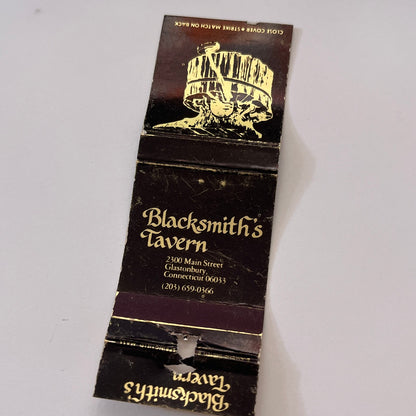 CLOSE COVER ★ STRIKE MATCH ON BACK
Blacksmith's
Tavern
2300 Main Street
Glastonbury,
Connecticut 06033
(203) 659-0366
Blacksmith's
Tavern